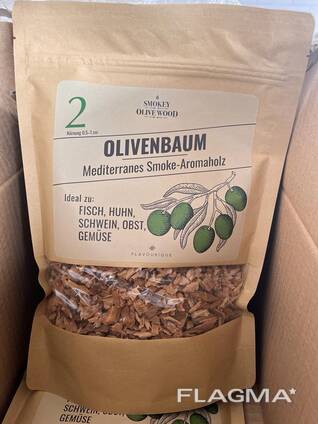 SMOKEY
OLIVE WOOD
2
Körnung 0,5-1 cm
OLIVENBAUM
Mediterranes Smoke-Aromaholz
Ideal zu:
FISCH, HUHN,
SCHWEIN, OBST,
GEMÜSE
FLAVOURIQUE
FLAGMA
SCHWEIN, OBST,
GEMÜSE